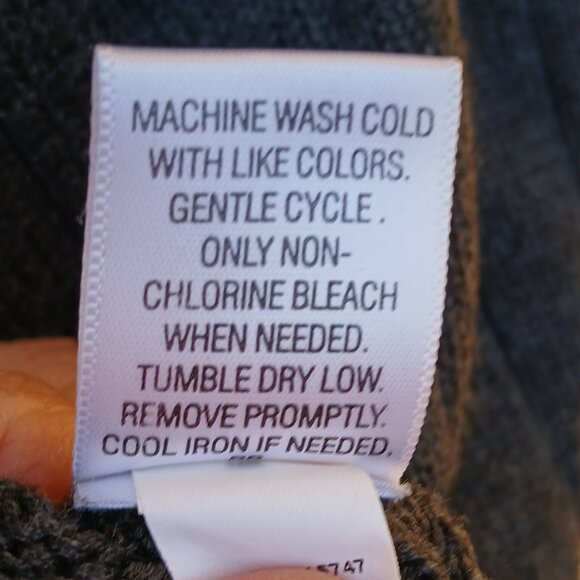 MACHINE WASH COLD
WITH LIKE COLORS.
GENTLE CYCLE.
ONLY NON-
CHLORINE BLEACH
WHEN NEEDED.
TUMBLE DRY LOW.
REMOVE PROMPTLY.
COOL IRON IF NEEDED.